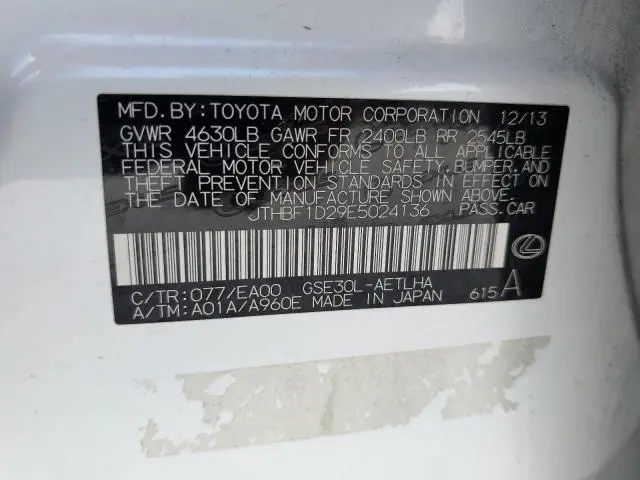 MFD.BY:TOYOTA MOTOR CORPORATION 12/13
GVWR 4630LB GAWR FR 2400LB RR 2545LB
THIS VEHICLE CONFORMS TO ALL APPLICABLE
FEDERAL MOTOR VEHICLE SAFETY,BUMPER,AND
THEFT PREVENTION STANDARDS IN EFFECT ON
THE DATE OF MANUFACTURE SHOWN ABOVE.
JTHBF1D29E5024136 PASS.CAR
C/TR:077/EA00 GSE30L-AETLHA
A/TM:A01A/A960E MADE IN JAPAN 615A